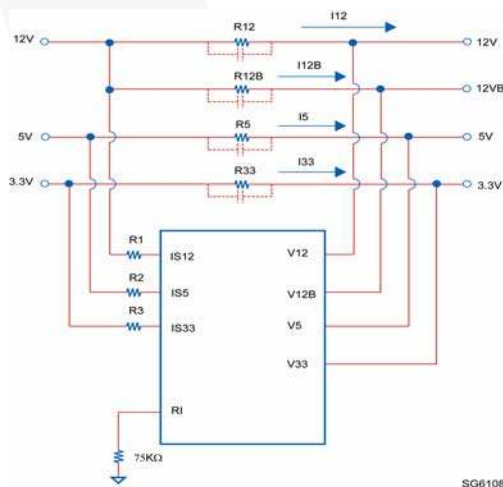 I12
12V R12 12V
I12B
R12B 12VB
I5
5V R5 5V
I33
3.3V R33 3.3V
R1 IS12 V12
R2 IS5 V12B
R3 IS33 V5
V33
RI
75KΩ
SG6108